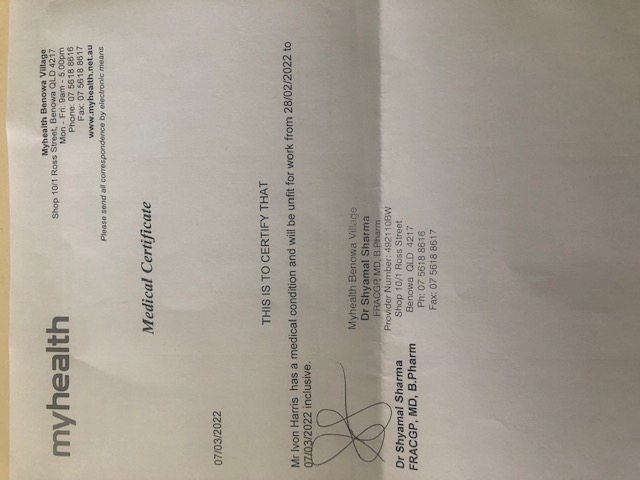 myhealth
Myhealth Benowa Village
Shop 10/1 Ross Street, Benowa QLD 4217
Mon - Fri: 9am - 5.00pm
Phone: 07 5618 8616
Fax: 07 5618 8617
www.myhealth.net.au
Please send all correspondence by electronic means
Medical Certificate
07/03/2022
THIS IS TO CERTIFY THAT
Mr Ivon Harris has a medical condition and will be unfit for work from 28/02/2022 to
07/03/2022 inclusive.
Dr Shyamal Sharma
FRACGP, MD, B.Pharm
Myhealth Benowa Village
Dr Shyamal Sharma
FRACGP, MD, B.Pharm
Provider Number: 492110BW
Shop 10/1 Ross Street
Benowa QLD 4217
Ph: 07 5618 8616
Fax: 07 5618 8617